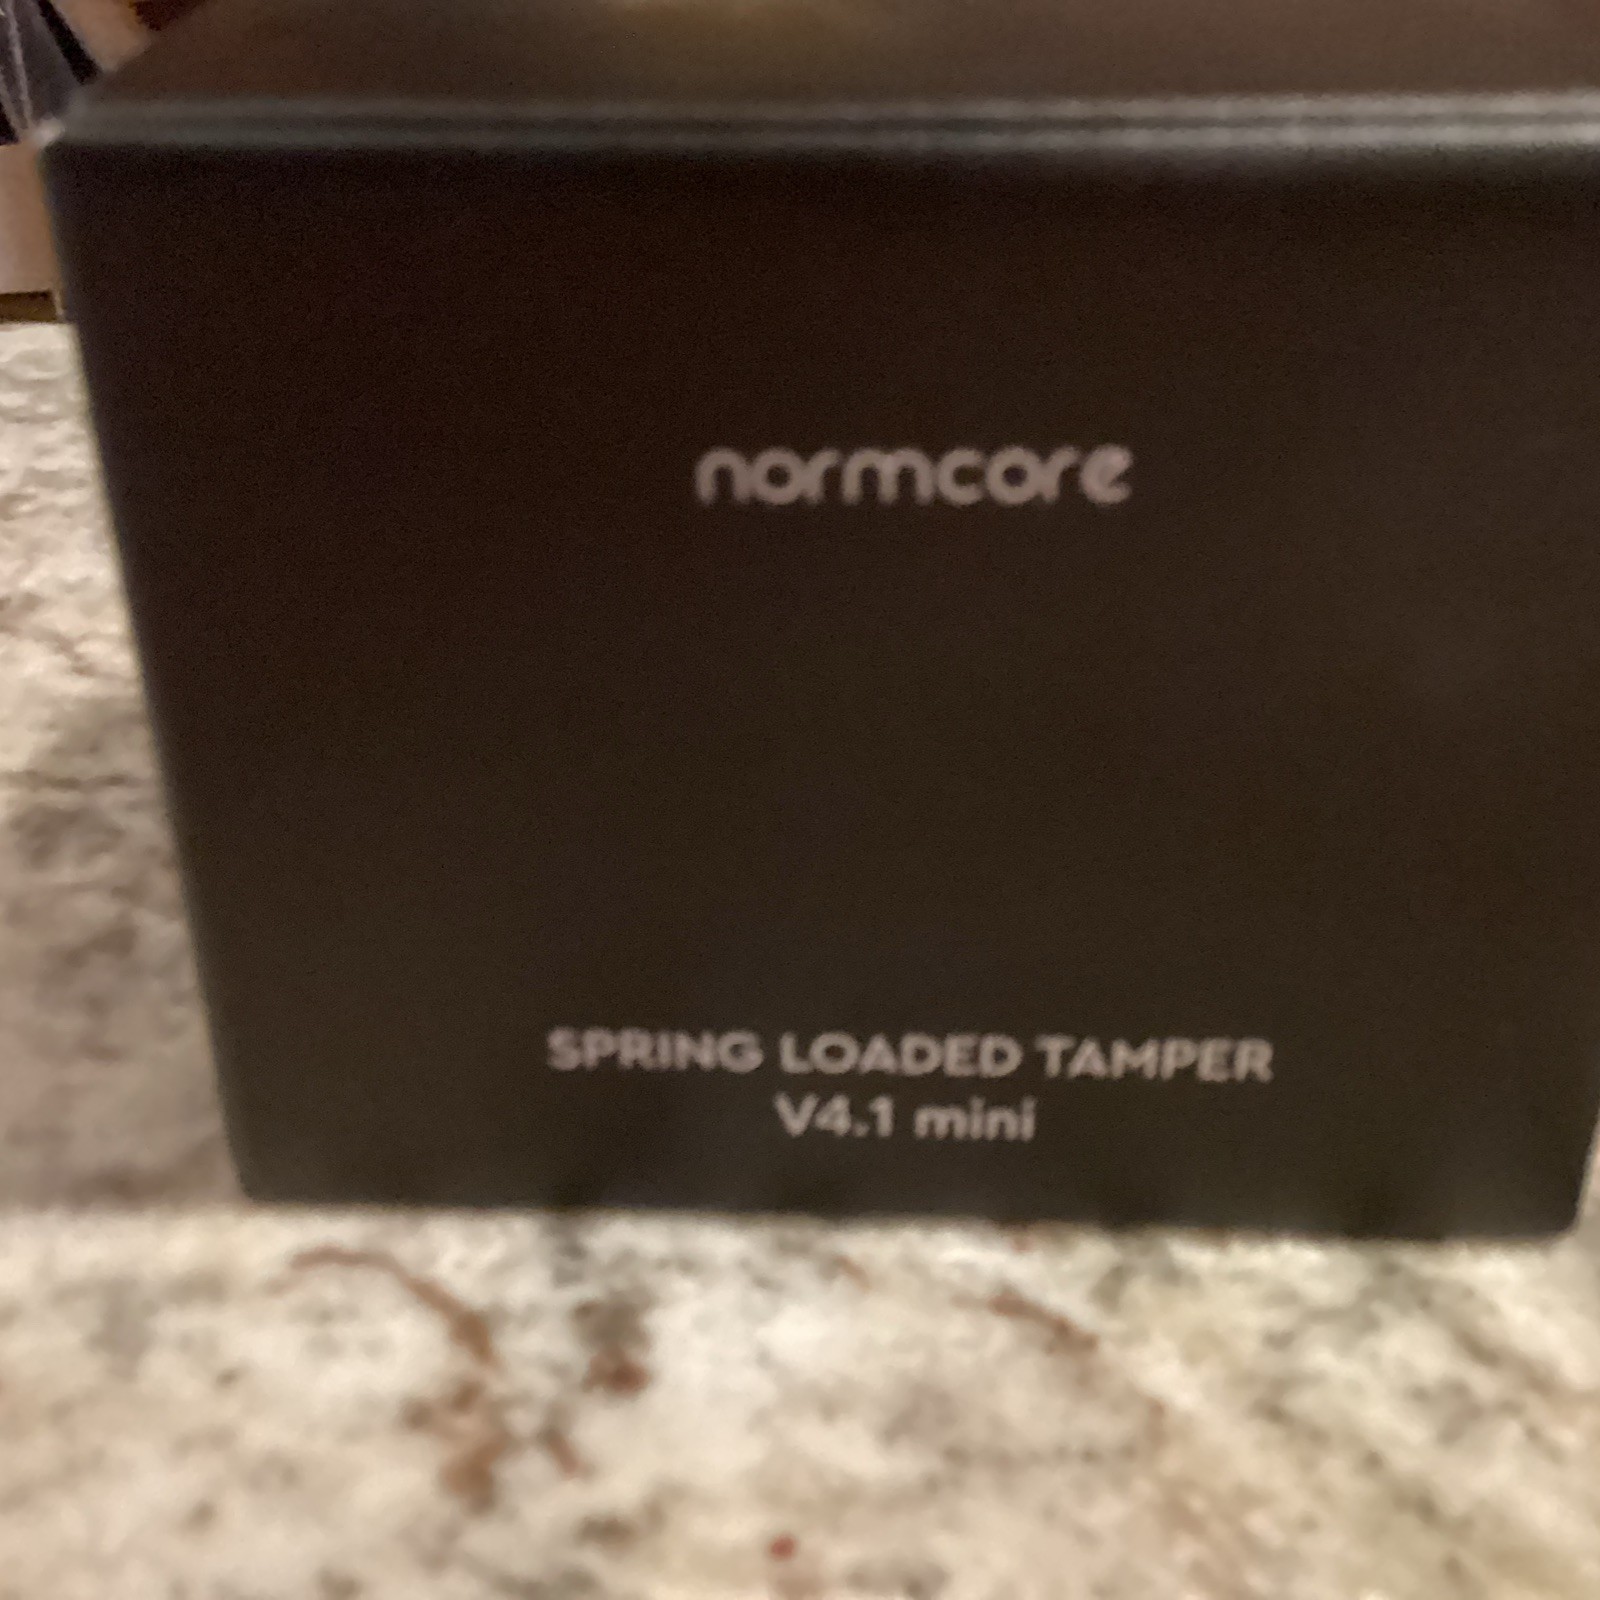 normcore
SPRING LOADED TAMPER
V4.1 mini